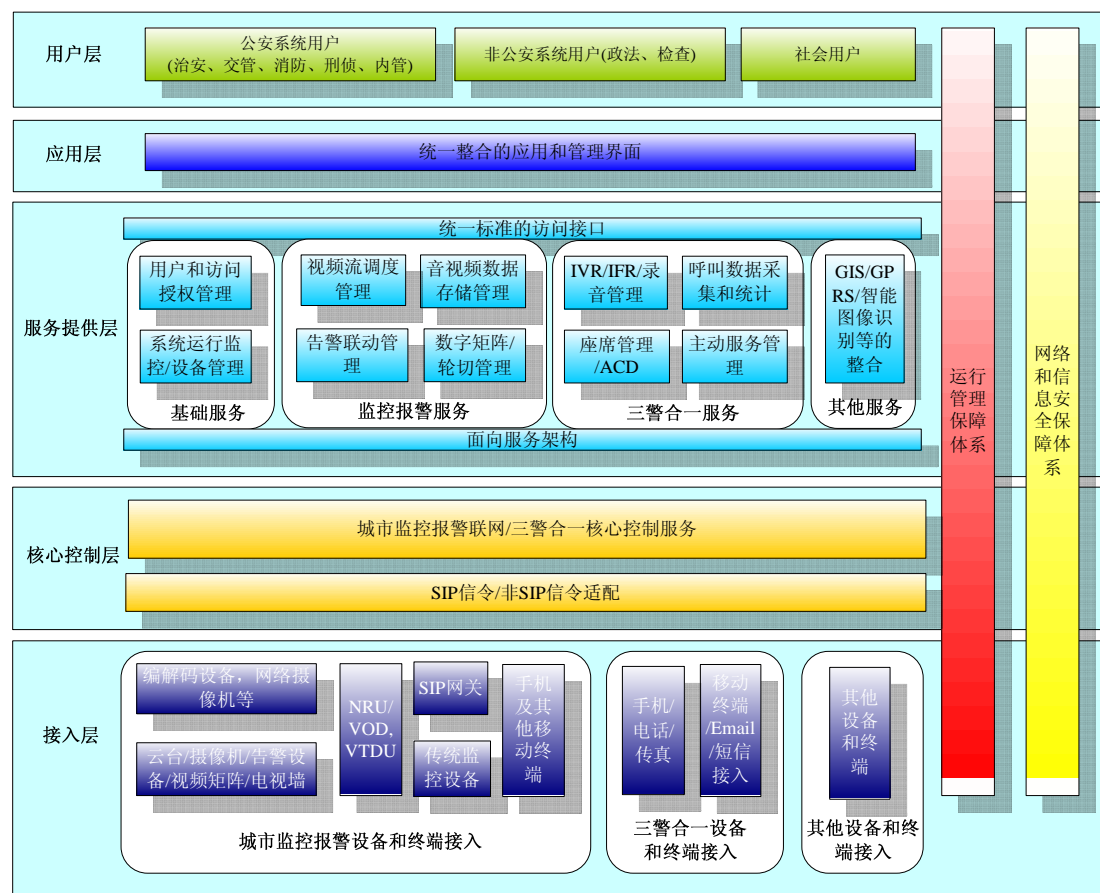 用户层
公安系统用户
(治安、交管、消防、刑侦、内管)
非公安系统用户(政法、检查)
社会用户
应用层
统一整合的应用和管理界面
服务提供层
统一标准的访问接口
用户和访问
授权管理
系统运行监
控/设备管理
基础服务
视频流调度
管理
音视频数据
存储管理
告警联动管
理
数字矩阵/
轮切管理
监控报警服务
IVR/IFR/录
音管理
呼叫数据采
集和统计
座席管理
/ACD
主动服务管
理
三警合一服务
GIS/GP
RS/智能
图像识
别等的
整合
其他服务
面向服务架构
核心控制层
城市监控报警联网/三警合一核心控制服务
SIP信令/非SIP信令适配
接入层
编解码设备，网络摄
像机等
云台/摄像机/告警设
备/视频矩阵/电视墙
NRU/
VOD,
VTDU
SIP网关
传统监
控设备
手机
及其
他移
动终
端
城市监控报警设备和终端接入
手机/
电话/
传真
移动
终端
/Email
/短信
接入
三警合一设备
和终端接入
其他
设备
和终
端
其他设备和终
端接入
运行
管理
保障
体系
网络
和信
息安
全保
障体
系